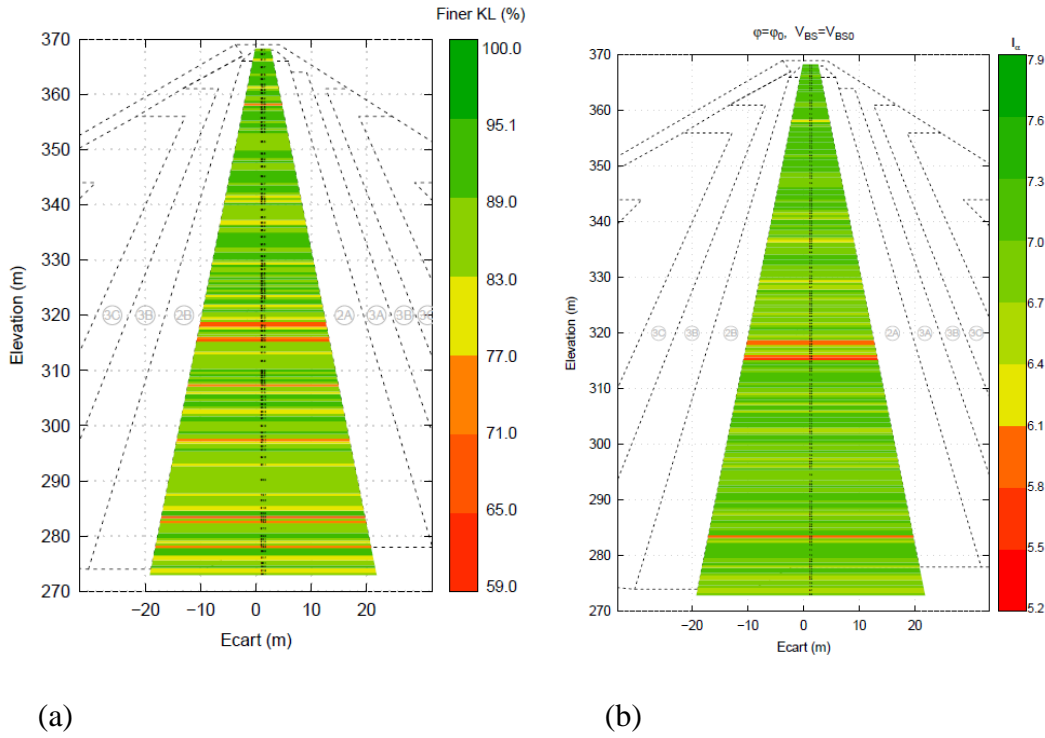 Finer KL (%)
370
360
350
340
330
320
310
300
290
280
270
Elevation (m)
3C
3B
2B
2A
3A
3B
−20
−10
0
10
20
Ecart (m)
100.0
95.1
89.0
83.0
77.0
71.0
65.0
59.0
φ=φ₀, V_BS=V_BS0
I_α
370
360
350
340
330
320
310
300
290
280
270
Elevation (m)
3C
3B
2B
2A
3A
3B
3C
−20
−10
0
10
20
Ecart (m)
7.9
7.6
7.3
7.0
6.7
6.4
6.1
5.8
5.5
5.2
(a)
(b)